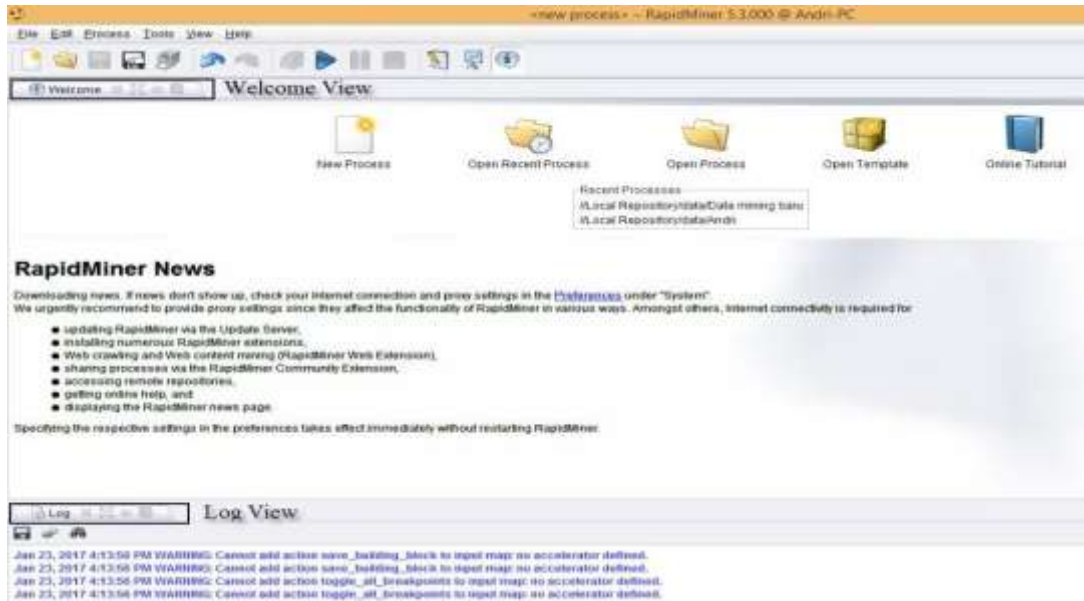 <new process> – RapidMiner 5.3.000 @ Andri-PC
File Edit Process Tools View Help
Welcome
Welcome View
New Process
Open Recent Process
Open Process
Open Template
Online Tutorial
Recent Processes
//Local Repository/data/Data mining baru
//Local Repository/data/Andri
RapidMiner News
Downloading news. If news don't show up, check your internet connection and proxy settings in the Preferences under "System".
We urgently recommend to provide proxy settings since they affect the functionality of RapidMiner in various ways. Amongst others, internet connectivity is required for
updating RapidMiner via the Update Server,
installing numerous RapidMiner extensions,
Web crawling and Web content mining (RapidMiner Web Extension),
sharing processes via the RapidMiner Community Extension,
accessing remote repositories,
getting online help, and
displaying the RapidMiner news page.
Specifying the respective settings in the preferences takes effect immediately without restarting RapidMiner.
Log
Log View
Jan 23, 2017 4:13:56 PM WARNING: Cannot add action save_building_block to input map: no accelerator defined.
Jan 23, 2017 4:13:56 PM WARNING: Cannot add action save_building_block to input map: no accelerator defined.
Jan 23, 2017 4:13:56 PM WARNING: Cannot add action toggle_all_breakpoints to input map: no accelerator defined.
Jan 23, 2017 4:13:56 PM WARNING: Cannot add action toggle_all_breakpoints to input map: no accelerator defined.